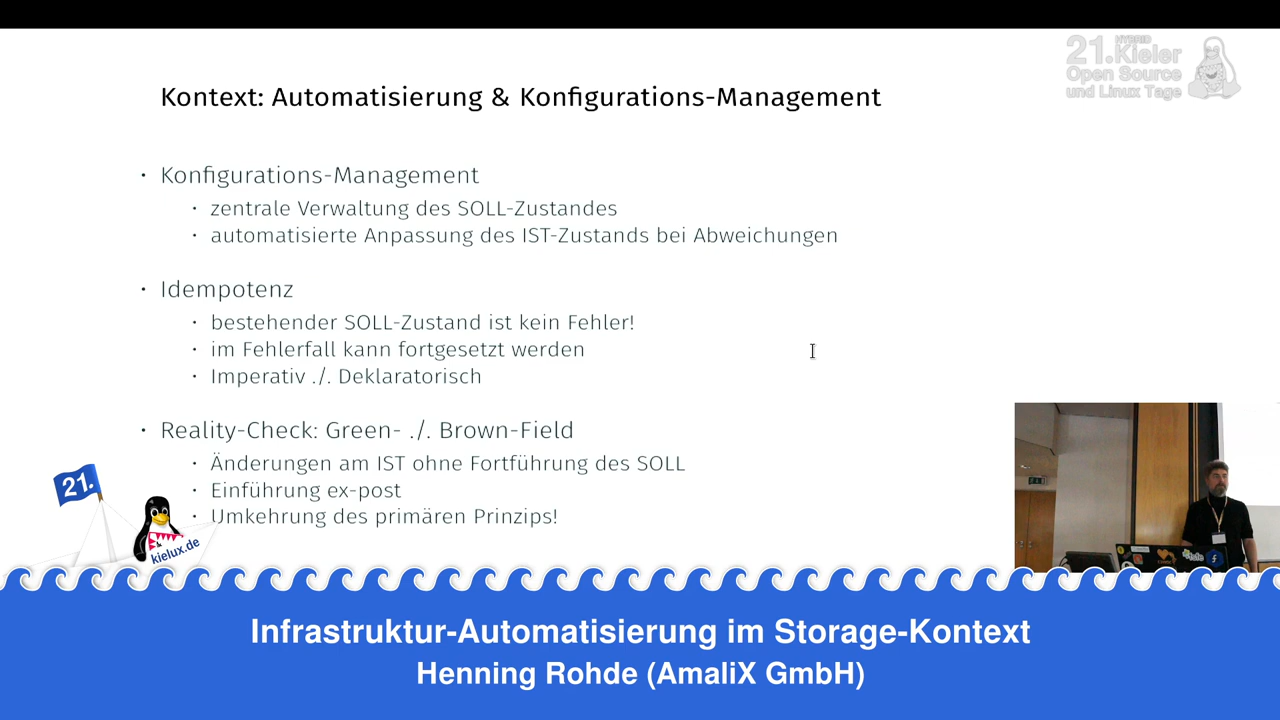 21.Kieler
HYBRID
Open Source
und Linux Tage
Kontext: Automatisierung & Konfigurations-Management
· Konfigurations-Management
· zentrale Verwaltung des SOLL-Zustandes
· automatisierte Anpassung des IST-Zustands bei Abweichungen
· Idempotenz
· bestehender SOLL-Zustand ist kein Fehler!
· im Fehlerfall kann fortgesetzt werden
· Imperativ ./. Deklaratorisch
· Reality-Check: Green- ./. Brown-Field
· Änderungen am IST ohne Fortführung des SOLL
· Einführung ex-post
· Umkehrung des primären Prinzips!
21.
kielux.de
Infrastruktur-Automatisierung im Storage-Kontext
Henning Rohde (AmaliX GmbH)